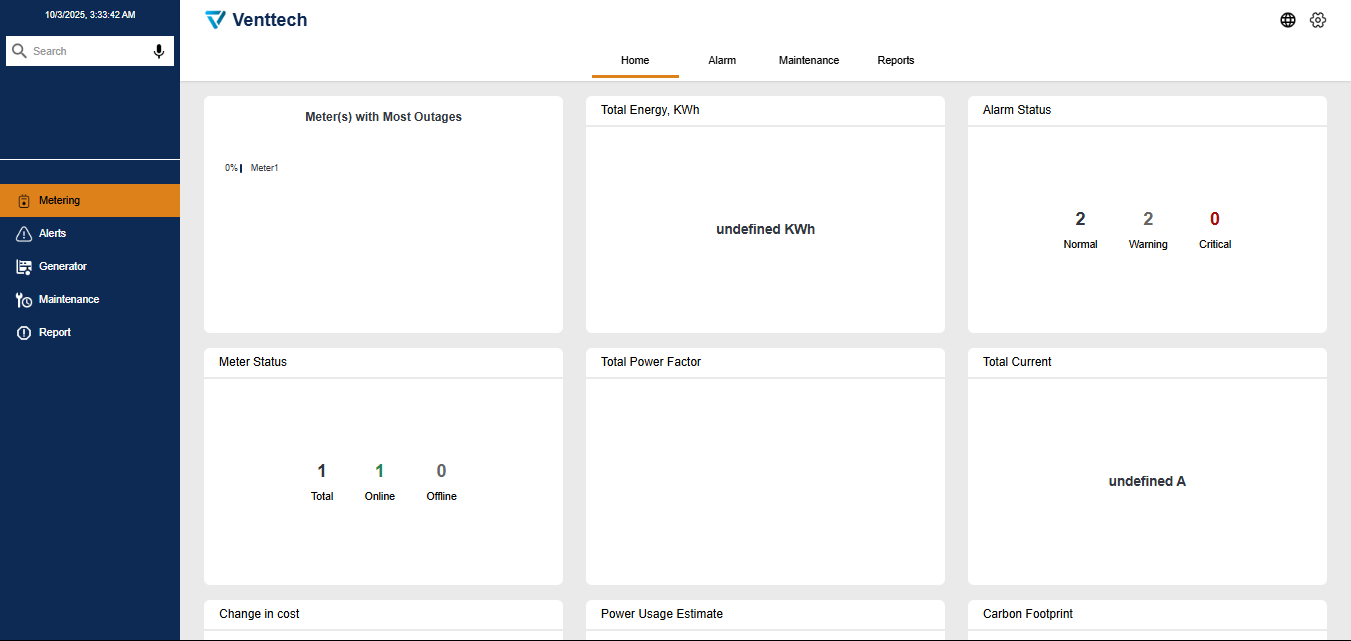 10/3/2025, 3:33:42 AM
Search
Metering
Alerts
Generator
Maintenance
Report
Venttech
Home Alarm Maintenance Reports
Meter(s) with Most Outages
0% Meter1
Total Energy, KWh
undefined KWh
Alarm Status
2 2 0
Normal Warning Critical
Meter Status
1 1 0
Total Online Offline
Total Power Factor
Total Current
undefined A
Change in cost
Power Usage Estimate
Carbon Footprint